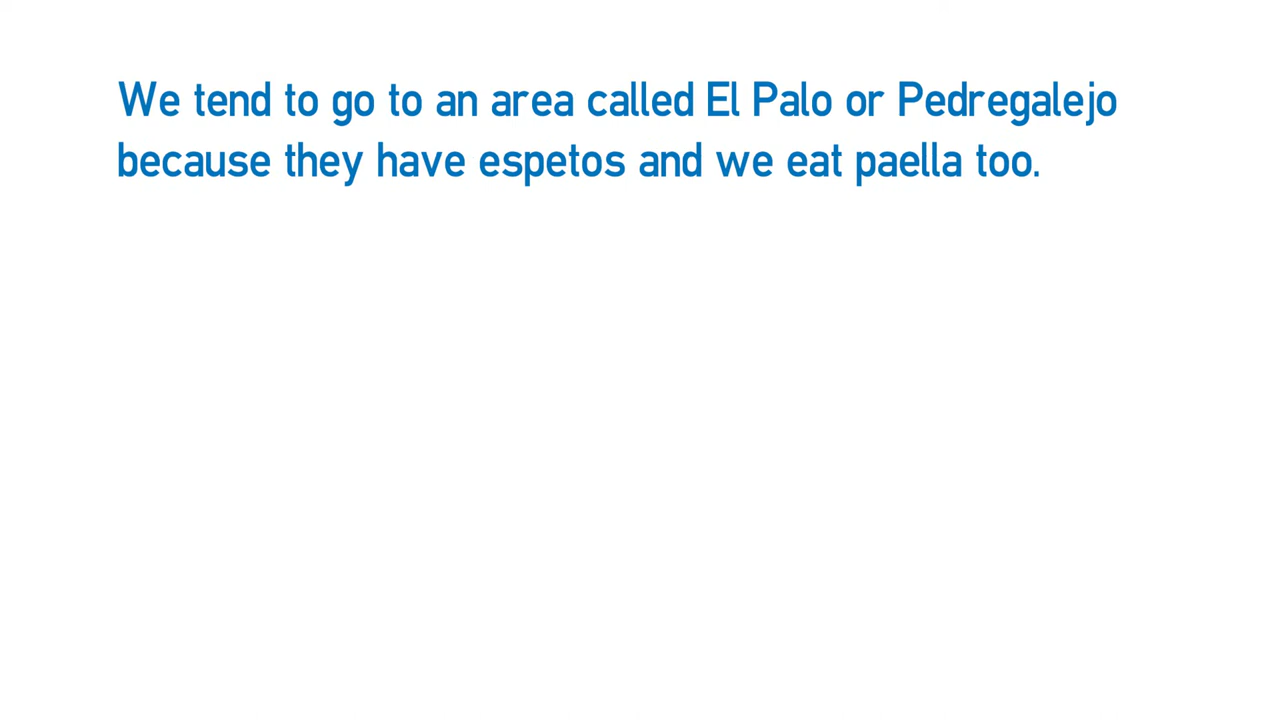 We tend to go to an area called El Palo or Pedregalejo
because they have espetos and we eat paella too.